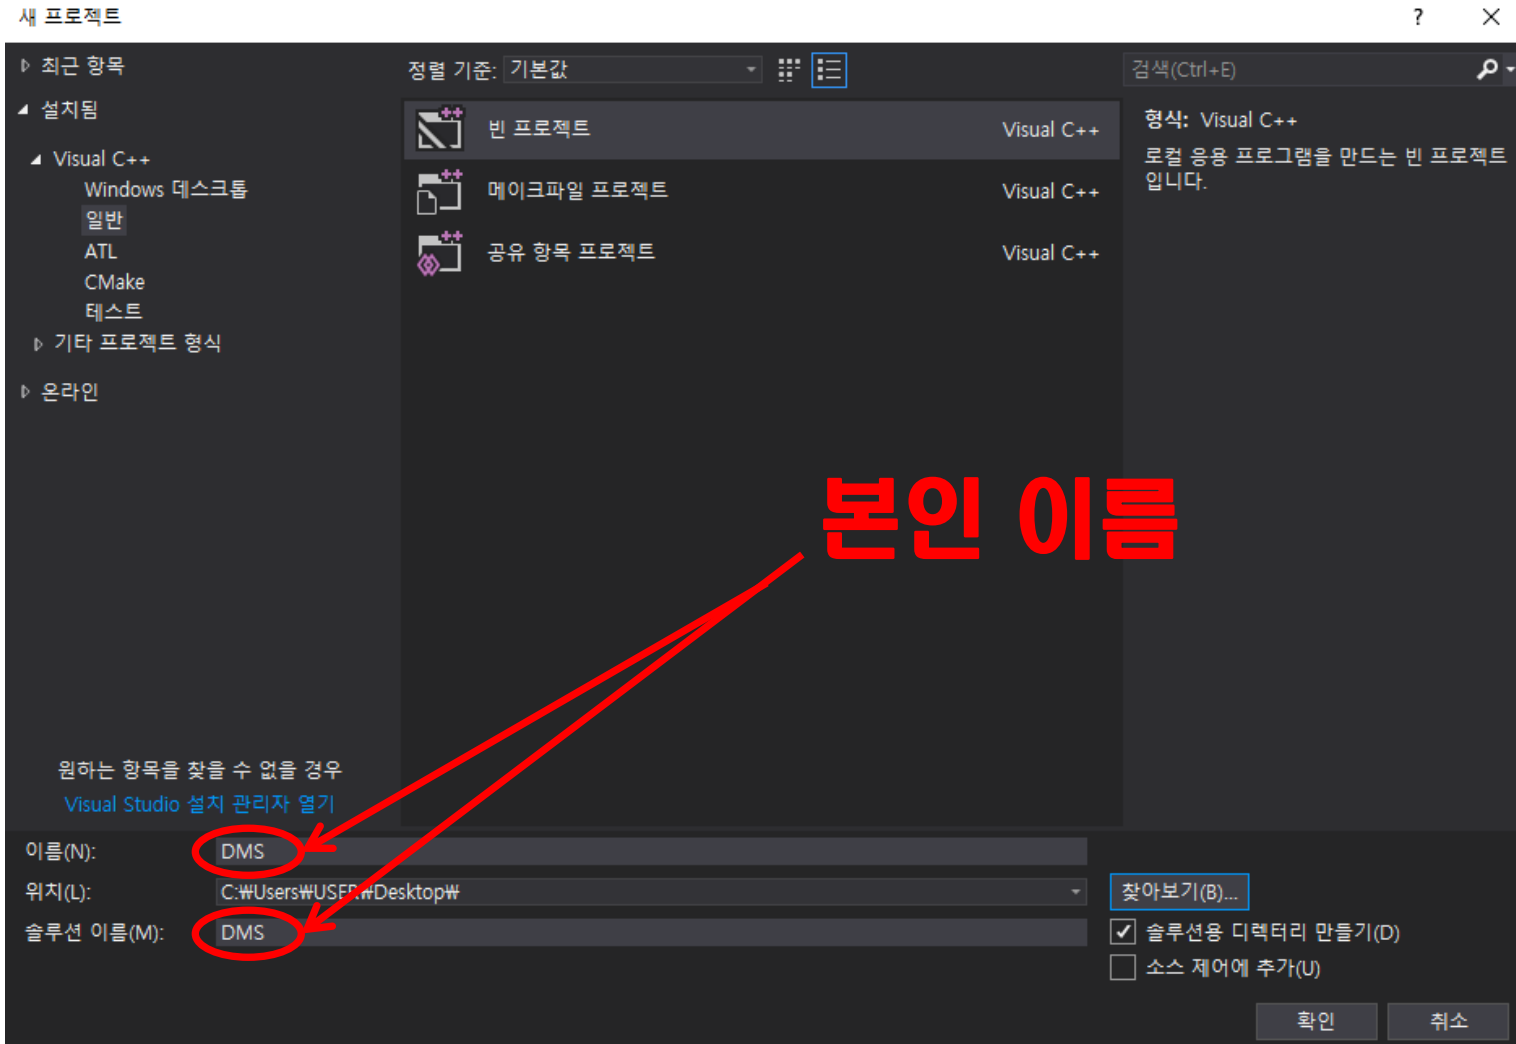 새 프로젝트
? ×
최근 항목
설치됨
Visual C++
Windows 데스크톱
일반
ATL
CMake
테스트
기타 프로젝트 형식
온라인
원하는 항목을 찾을 수 없을 경우
Visual Studio 설치 관리자 열기
정렬 기준: 기본값
빈 프로젝트 Visual C++
메이크파일 프로젝트 Visual C++
공유 항목 프로젝트 Visual C++
검색(Ctrl+E)
형식: Visual C++
로컬 응용 프로그램을 만드는 빈 프로젝트
입니다.
본인 이름
이름(N): DMS
위치(L): C:₩Users₩USER₩Desktop₩
찾아보기(B)...
솔루션 이름(M): DMS
솔루션용 디렉터리 만들기(D)
소스 제어에 추가(U)
확인 취소